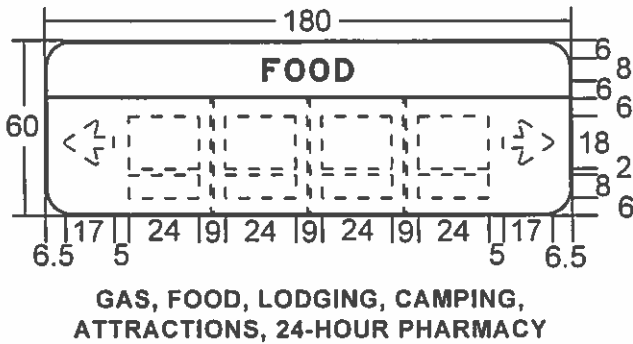 180
FOOD
6
8
6
6
60
18
2
8
6
6.5 17 5 24 9 24 9 24 9 24 5 17 6.5
GAS, FOOD, LODGING, CAMPING,
ATTRACTIONS, 24-HOUR PHARMACY